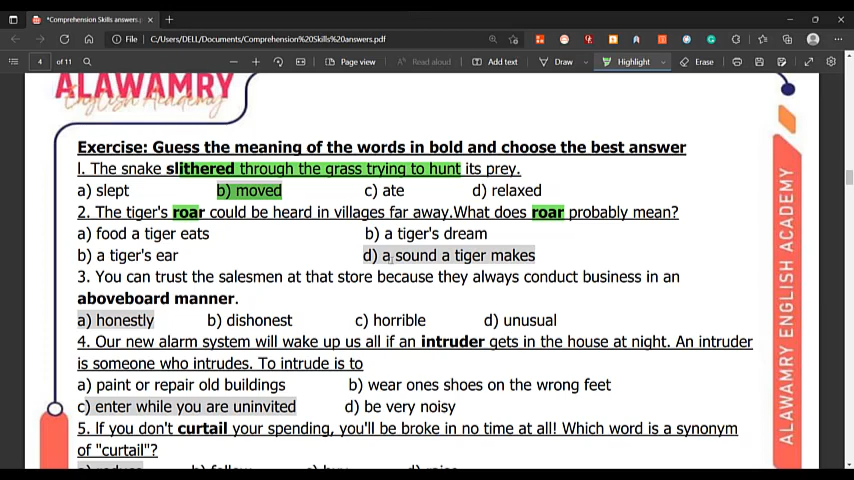 *Comprehension Skills answers.p
File
C:/Users/DELL/Documents/Comprehension%20Skills%20answers.pdf
4 of 11
Page view
Read aloud
Add text
Draw
Highlight
Erase
ALAWAMRY
English Academy
Exercise: Guess the meaning of the words in bold and choose the best answer
l. The snake slithered through the grass trying to hunt its prey.
a) slept b) moved c) ate d) relaxed
2. The tiger's roar could be heard in villages far away.What does roar probably mean?
a) food a tiger eats b) a tiger's dream
b) a tiger's ear d) a sound a tiger makes
3. You can trust the salesmen at that store because they always conduct business in an
aboveboard manner.
a) honestly b) dishonest c) horrible d) unusual
4. Our new alarm system will wake up us all if an intruder gets in the house at night. An intruder
is someone who intrudes. To intrude is to
a) paint or repair old buildings b) wear ones shoes on the wrong feet
c) enter while you are uninvited d) be very noisy
5. If you don't curtail your spending, you'll be broke in no time at all! Which word is a synonym
of "curtail"?
ALAWAMRY ENGLISH ACADEMY